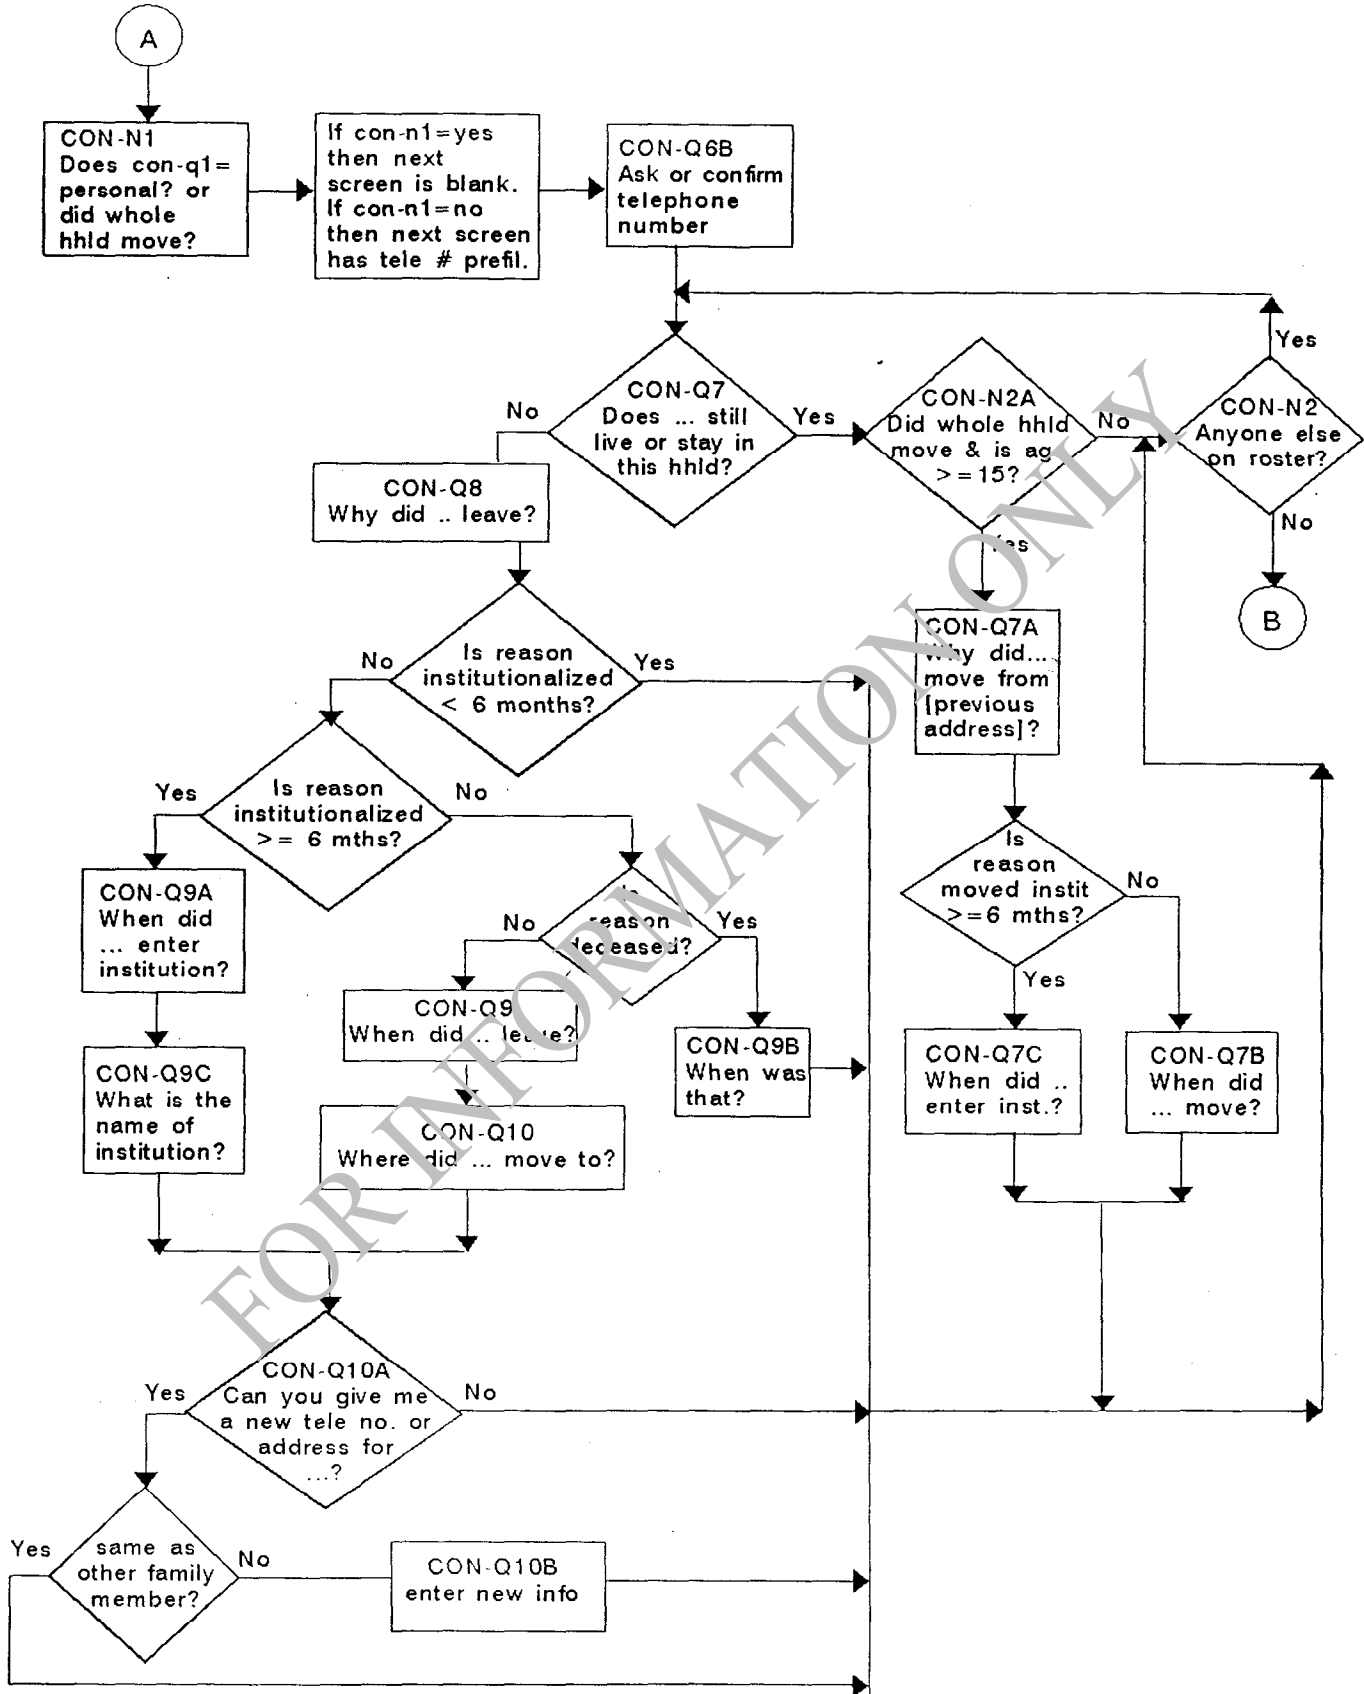 A
CON-N1
Does con-q1=
personal? or
did whole
hhld move?
If con-n1=yes
then next
screen is blank.
If con-n1=no
then next screen
has tele # prefil.
CON-Q6B
Ask or confirm
telephone
number
CON-Q7
Does ... still
live or stay in
this hhld?
No
Yes
CON-N2A
Did whole hhld
move & is ag
>=15?
No
Yes
CON-N2
Anyone else
on roster?
Yes
No
B
CON-Q8
Why did .. leave?
Is reason
institutionalized
< 6 months?
No
Yes
CON-Q7A
Why did...
move from
[previous
address]?
Is reason
institutionalized
>= 6 mths?
Yes
No
Is
reason
moved instit
>=6 mths?
No
Yes
CON-Q9A
When did
... enter
institution?
Is
reason
deceased?
No
Yes
CON-Q9
When did .. leave?
CON-Q9B
When was
that?
CON-Q7C
When did ..
enter inst.?
CON-Q7B
When did
... move?
CON-Q9C
What is the
name of
institution?
CON-Q10
Where did ... move to?
CON-Q10A
Can you give me
a new tele no. or
address for
...?
Yes
No
same as
other family
member?
Yes
No
CON-Q10B
enter new info
FOR INFORMATION ONLY